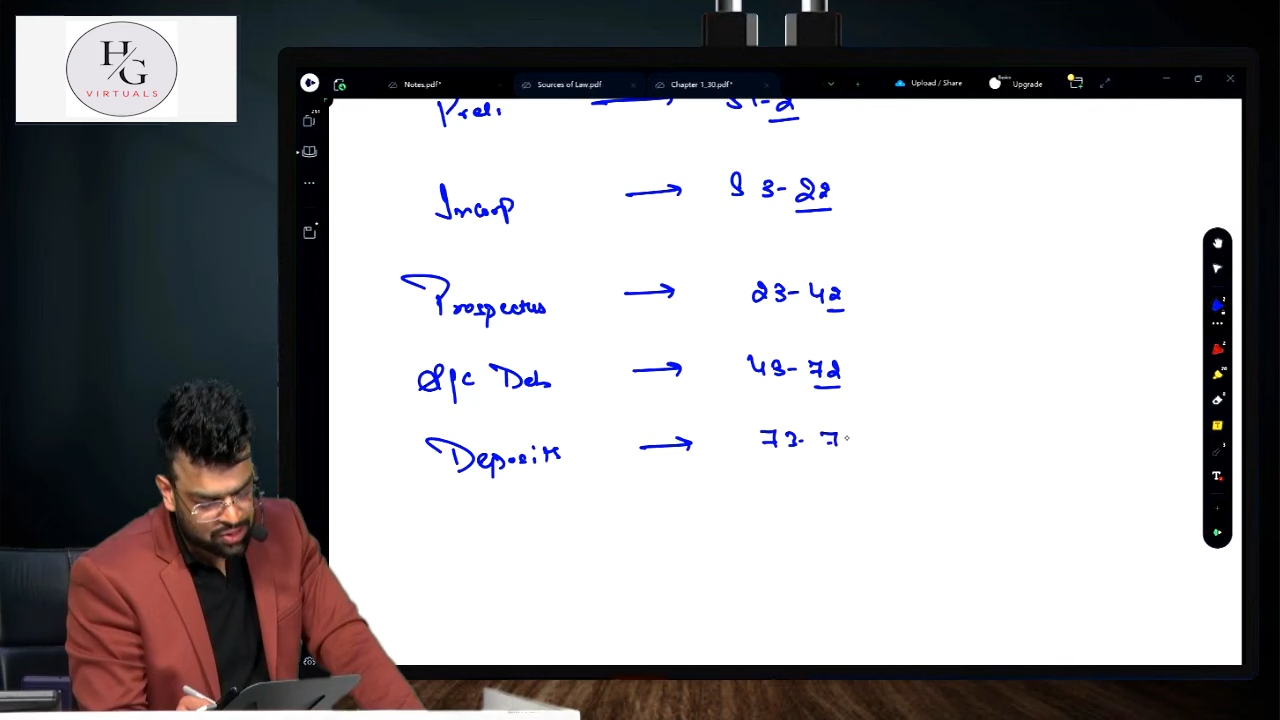 H/G
VIRTUALS
Notes.pdf*
Sources of Law.pdf
Chapter 1_30.pdf*
Upload / Share
Basics
Upgrade
Preli → S1-2
Incorp → S 3-22
Prospectus → 23-42
S/c Deb → 43-72
Deposits → 73-7